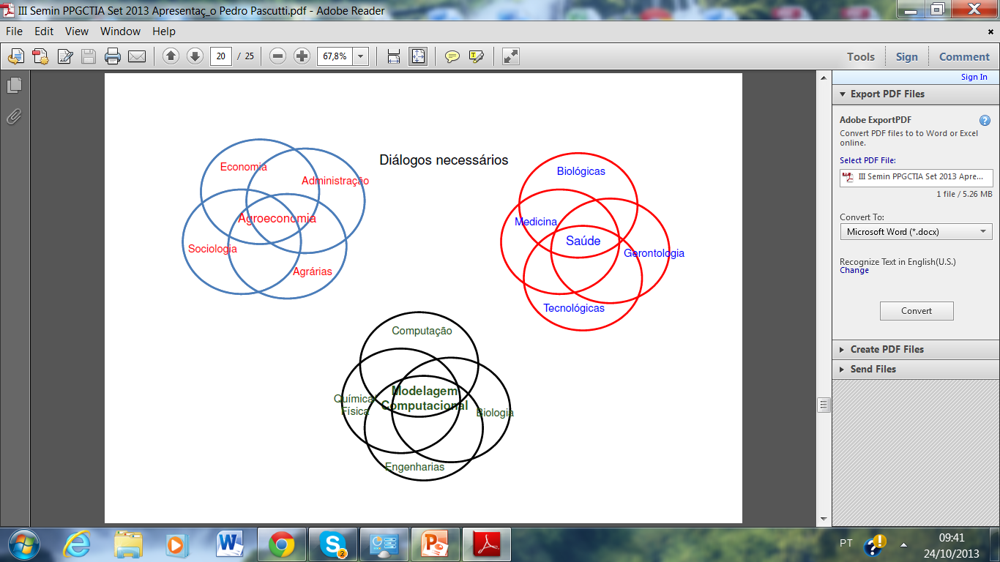 III Semin PPGCTIA Set 2013 Apresentaç_o Pedro Pascutti.pdf - Adobe Reader
File Edit View Window Help
20 / 25 67,8% Tools Sign Comment
Sign In
Export PDF Files
Adobe ExportPDF
Convert PDF files to to Word or Excel
online.
Select PDF File:
III Semin PPGCTIA Set 2013 Apre...
1 file / 5.26 MB
Convert To:
Microsoft Word (*.docx)
Recognize Text in English(U.S.)
Change
Convert
Create PDF Files
Send Files
Diálogos necessários
Economia
Administração
Agroeconomia
Sociologia
Agrárias
Biológicas
Medicina
Saúde
Gerontologia
Tecnológicas
Computação
Modelagem
Computacional
Química/
Física
Biologia
Engenharias
2
PT
09:41
24/10/2013